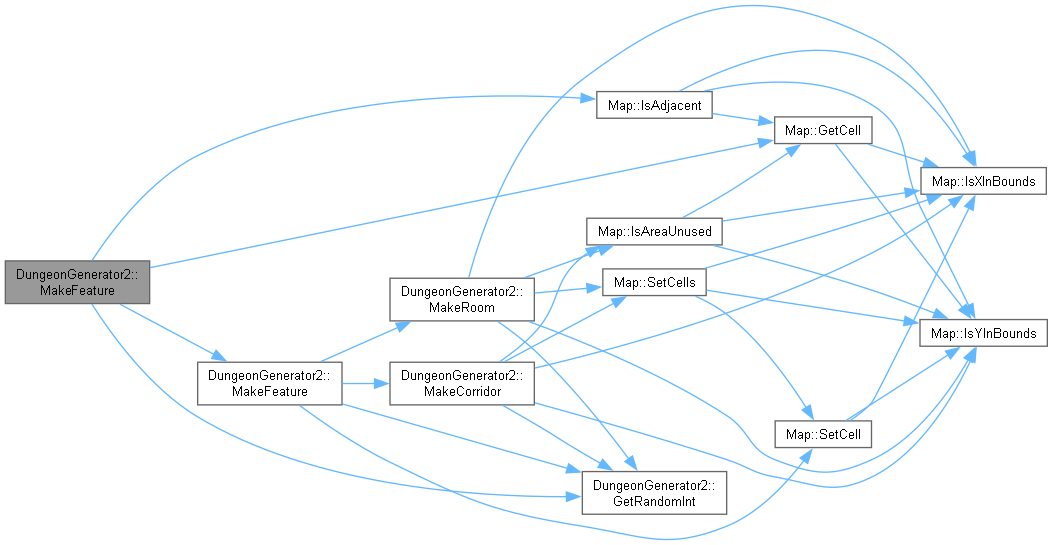 DungeonGenerator2::
MakeFeature
DungeonGenerator2::
MakeFeature
DungeonGenerator2::
MakeRoom
DungeonGenerator2::
MakeCorridor
Map::IsAdjacent
Map::IsAreaUnused
Map::SetCells
DungeonGenerator2::
GetRandomInt
Map::GetCell
Map::SetCell
Map::IsXInBounds
Map::IsYInBounds